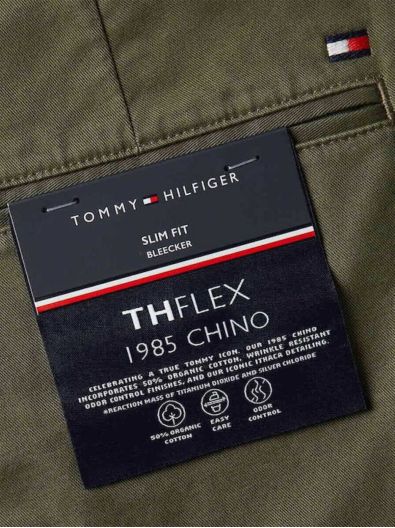 TOMMY HILFIGER
SLIM FIT
BLEECKER
THFLEX
1985 CHINO
CELEBRATING A TRUE TOMMY ICON, OUR 1985 CHINO
INCORPORATES 50% ORGANIC COTTON, WRINKLE RESISTANT
ODOR CONTROL FINISHES, AND OUR ICONIC ITHACA DETAILING.
*REACTION MASS OF TITANIUM DIOXIDE AND SILVER CHLORIDE
50% ORGANIC
COTTON
EASY
CARE
ODOR
CONTROL